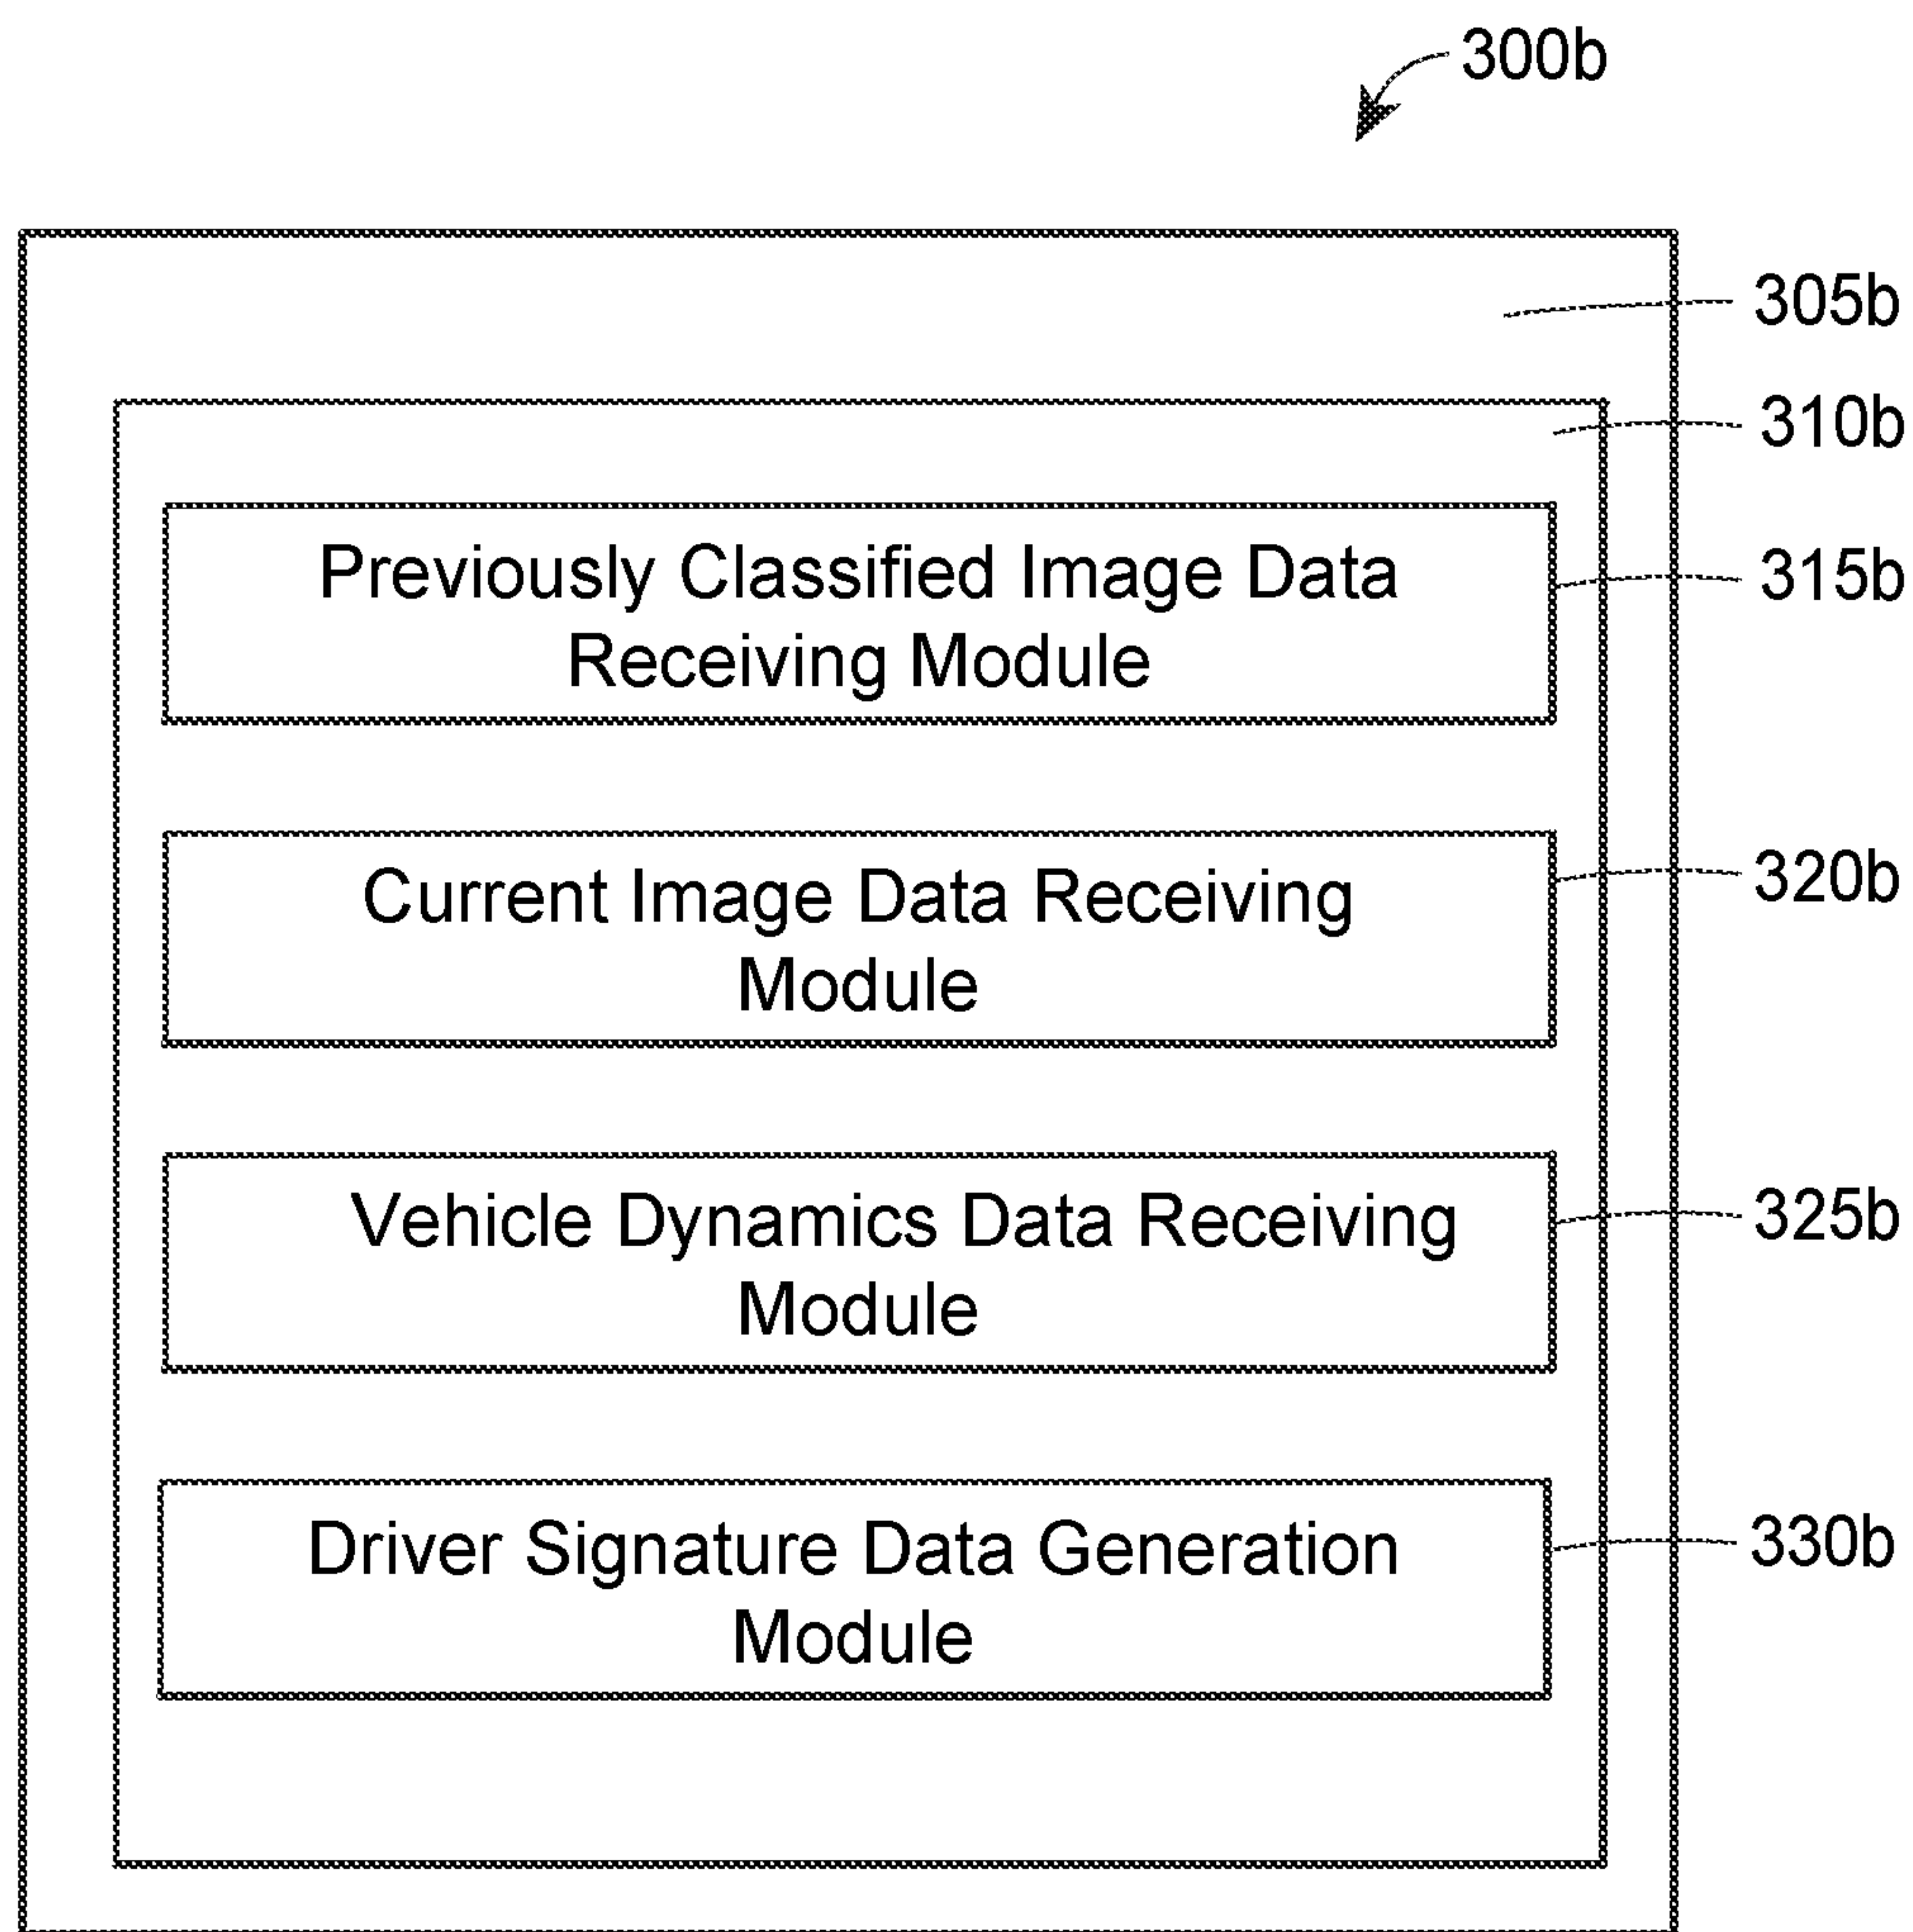 300b
305b
310b
Previously Classified Image Data
Receiving Module
315b
Current Image Data Receiving
Module
320b
Vehicle Dynamics Data Receiving
Module
325b
Driver Signature Data Generation
Module
330b